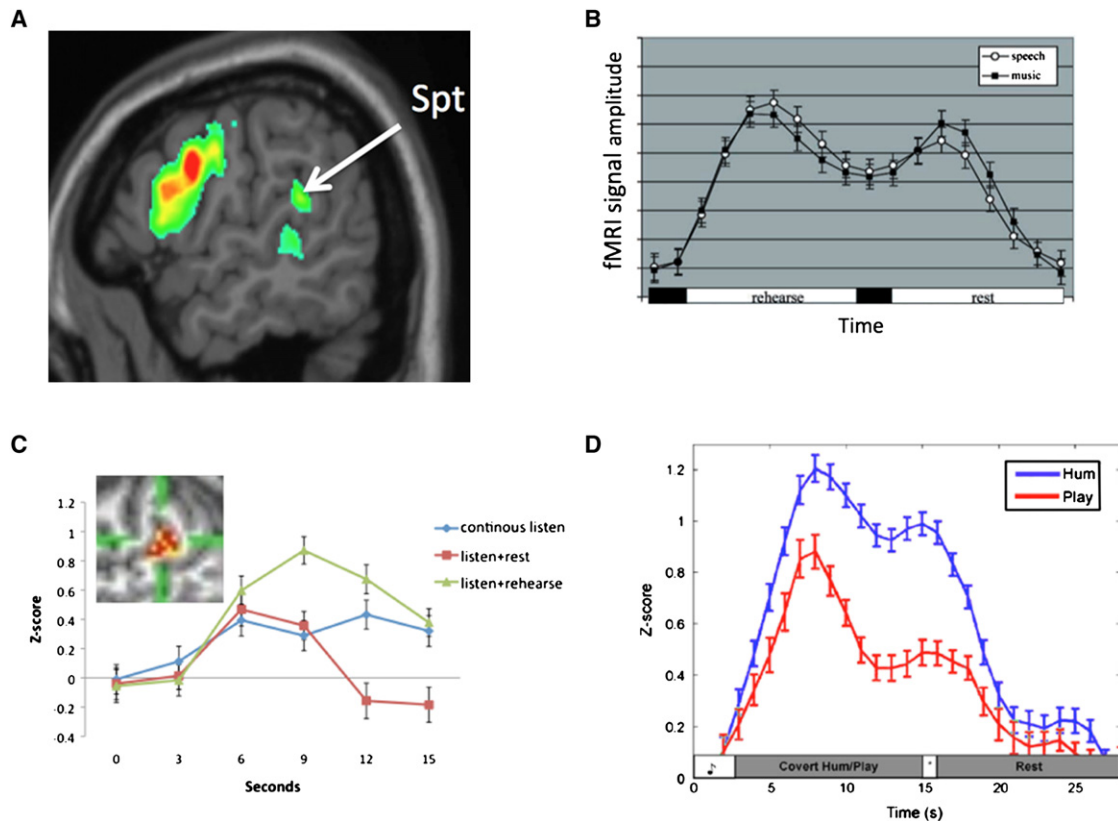 A
Spt
B
fMRI signal amplitude
speech
music
rehearse
rest
Time
C
Z-score
1.2
1
0.8
0.6
0.4
0.2
0
-0.2
-0.4
continous listen
listen+rest
listen+rehearse
0 3 6 9 12 15
Seconds
D
Z-score
1.2
1
0.8
0.6
0.4
0.2
0
Hum
Play
♪ Covert Hum/Play * Rest
0 5 10 15 20 25
Time (s)